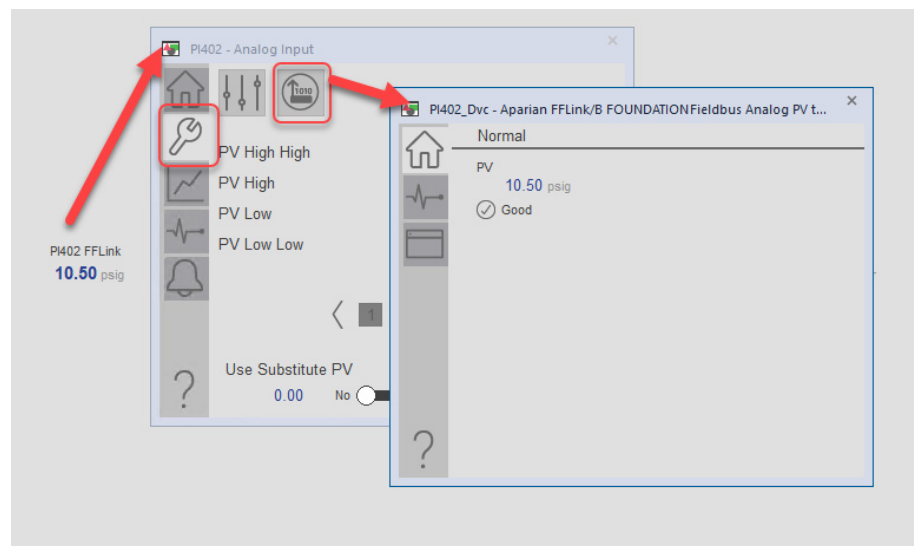 PI402 - Analog Input
1010
PI402_Dvc - Aparian FFLink/B FOUNDATIONFieldbus Analog PV t...
Normal
PV High High
PV
PV High
10.50 psig
PV Low
Good
PV Low Low
PI402 FFLink
10.50 psig
1
Use Substitute PV
0.00 No
?
?